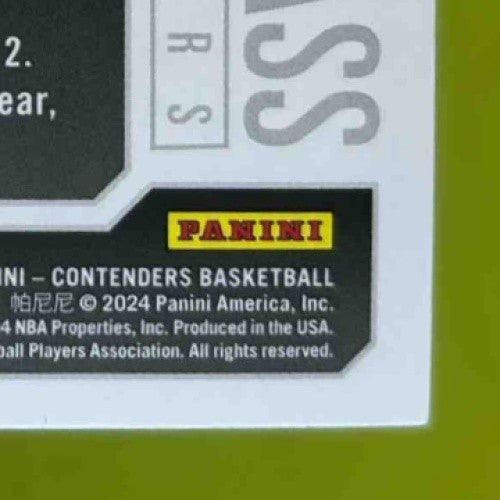 2.
ear,
R S
ASS
PANINI
NI – CONTENDERS BASKETBALL
帕尼尼 © 2024 Panini America, Inc.
4 NBA Properties, Inc. Produced in the USA.
ball Players Association. All rights reserved.